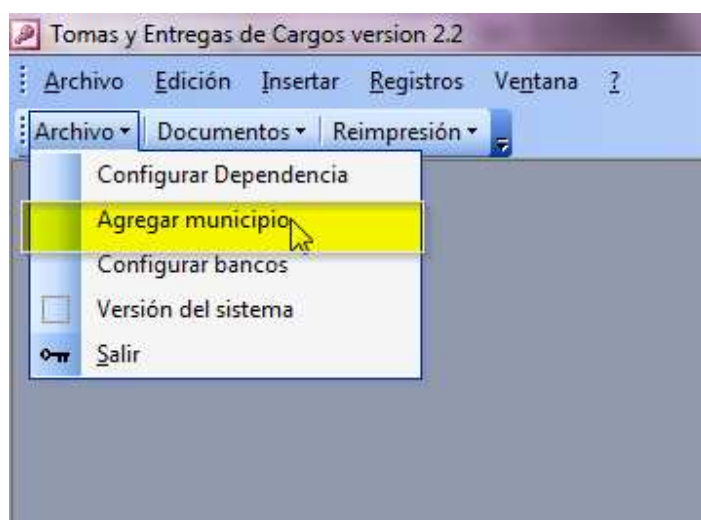 Tomas y Entregas de Cargos version 2.2
Archivo Edición Insertar Registros Ventana ?
Archivo Documentos Reimpresión
Configurar Dependencia
Agregar municipio
Configurar bancos
Versión del sistema
Salir